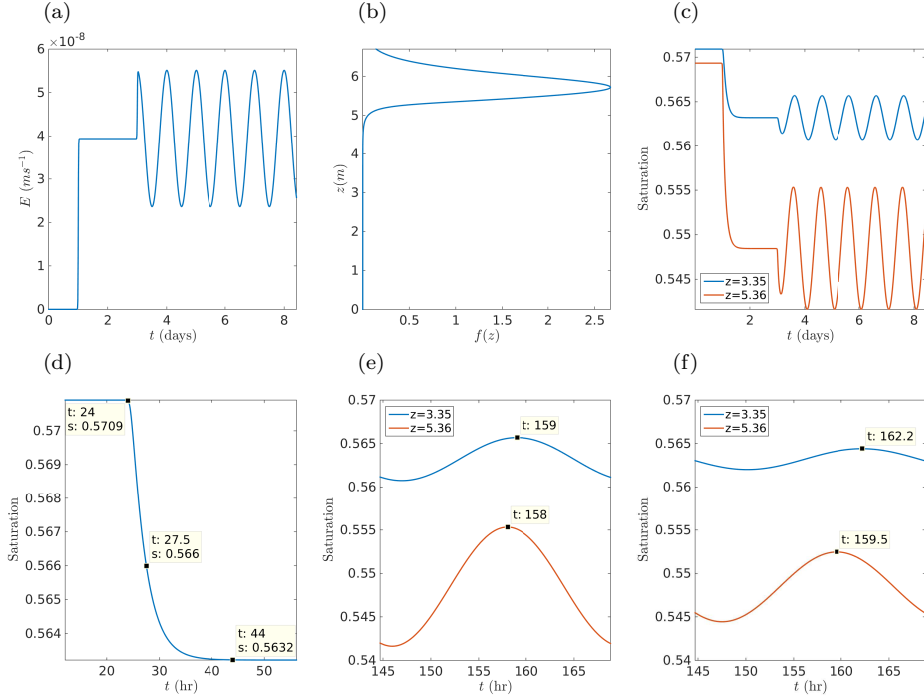 (a)
(b)
(c)
×10⁻⁸
6
5
4
3
2
1
0
E (ms⁻¹)
0 2 4 6 8
t (days)
6
5
4
3
2
1
0
z(m)
0.5 1 1.5 2 2.5
f(z)
0.57
0.565
0.56
0.555
0.55
0.545
Saturation
z=3.35
z=5.36
2 4 6 8
t (days)
(d)
(e)
(f)
0.57
0.569
0.568
0.567
0.566
0.565
0.564
Saturation
t: 24
s: 0.5709
t: 27.5
s: 0.566
t: 44
s: 0.5632
20 30 40 50
t (hr)
0.57
0.565
0.56
0.555
0.55
0.545
0.54
Saturation
z=3.35
z=5.36
t: 159
t: 158
145 150 155 160 165
t (hr)
0.57
0.565
0.56
0.555
0.55
0.545
0.54
Saturation
z=3.35
z=5.36
t: 162.2
t: 159.5
145 150 155 160 165
t (hr)